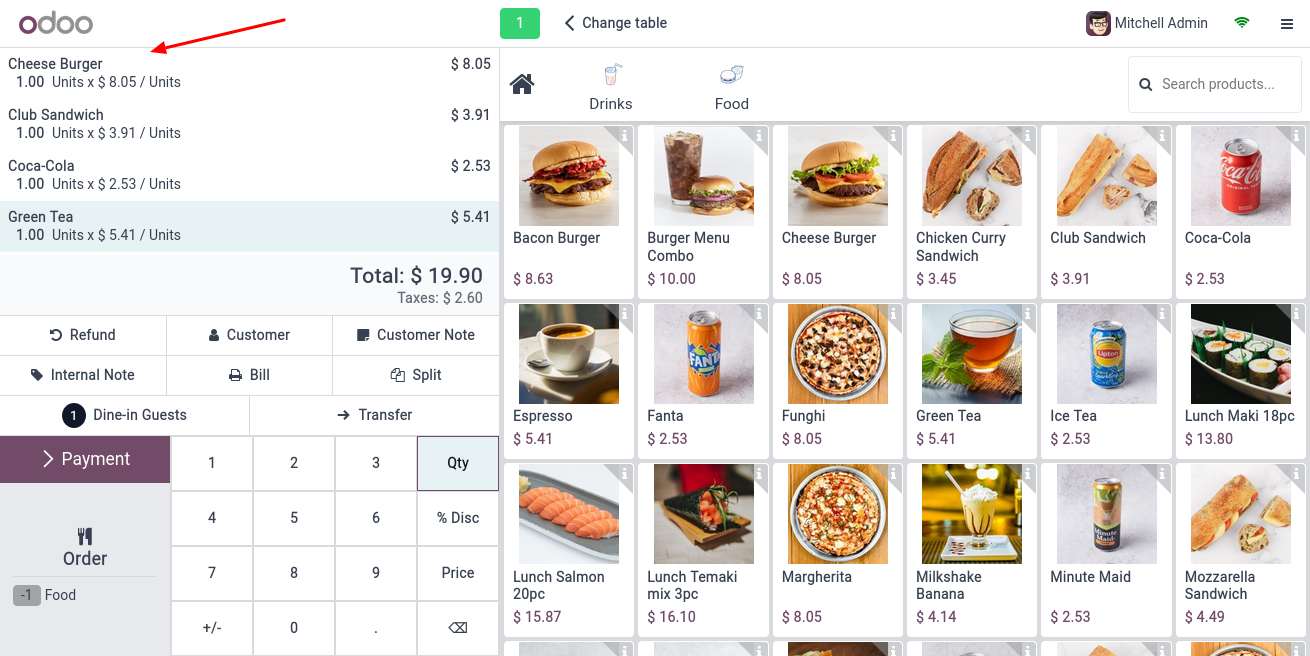 odoo
1
Change table
Mitchell Admin
Cheese Burger $ 8.05
1.00 Units x $ 8.05 / Units
Club Sandwich $ 3.91
1.00 Units x $ 3.91 / Units
Coca-Cola $ 2.53
1.00 Units x $ 2.53 / Units
Green Tea $ 5.41
1.00 Units x $ 5.41 / Units
Total: $ 19.90
Taxes: $ 2.60
Refund
Customer
Customer Note
Internal Note
Bill
Split
1 Dine-in Guests
Transfer
Payment
Order
-1 Food
1 2 3 Qty
4 5 6 % Disc
7 8 9 Price
+/- 0 .
Drinks
Food
Search products...
Bacon Burger
$ 8.63
Burger Menu
Combo
$ 10.00
Cheese Burger
$ 8.05
Chicken Curry
Sandwich
$ 3.45
Club Sandwich
$ 3.91
Coca-Cola
ORIGINAL TASTE
Coca-Cola
$ 2.53
Espresso
$ 5.41
FANTA
Fanta
$ 2.53
Funghi
$ 8.05
Green Tea
$ 5.41
Lipton
Ice Tea
$ 2.53
Lunch Maki 18pc
$ 13.80
Lunch Salmon
20pc
$ 15.87
Lunch Temaki
mix 3pc
$ 16.10
Margherita
$ 8.05
Milkshake
Banana
$ 4.14
Minute
Maid
Minute Maid
$ 2.53
Mozzarella
Sandwich
$ 4.49